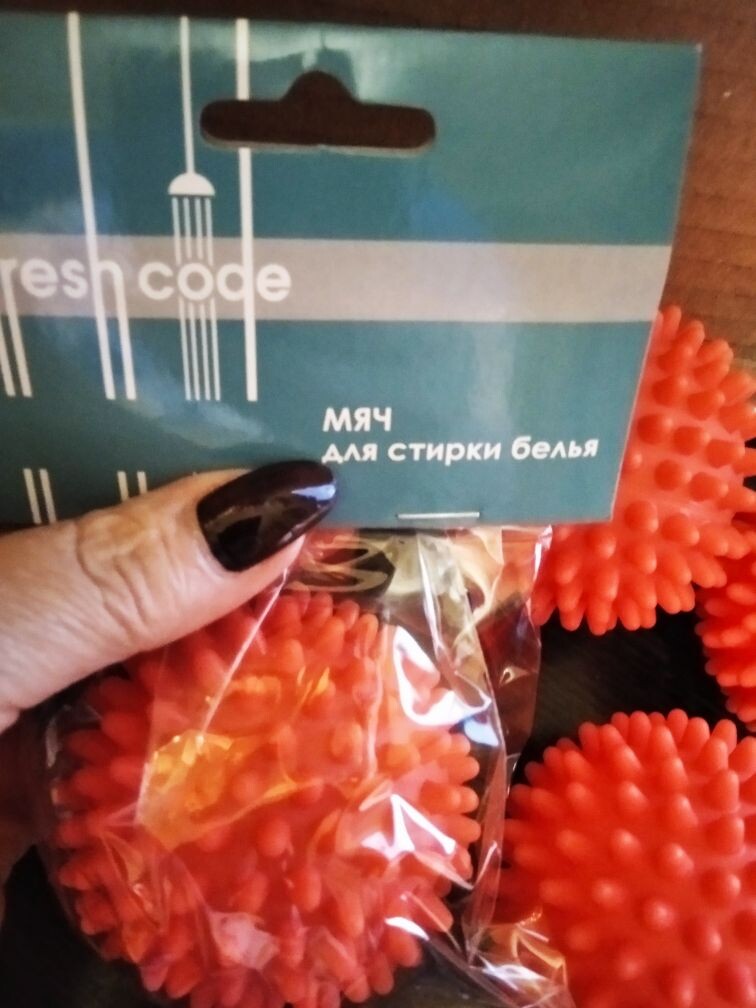 resh code
мяч
для стирки белья